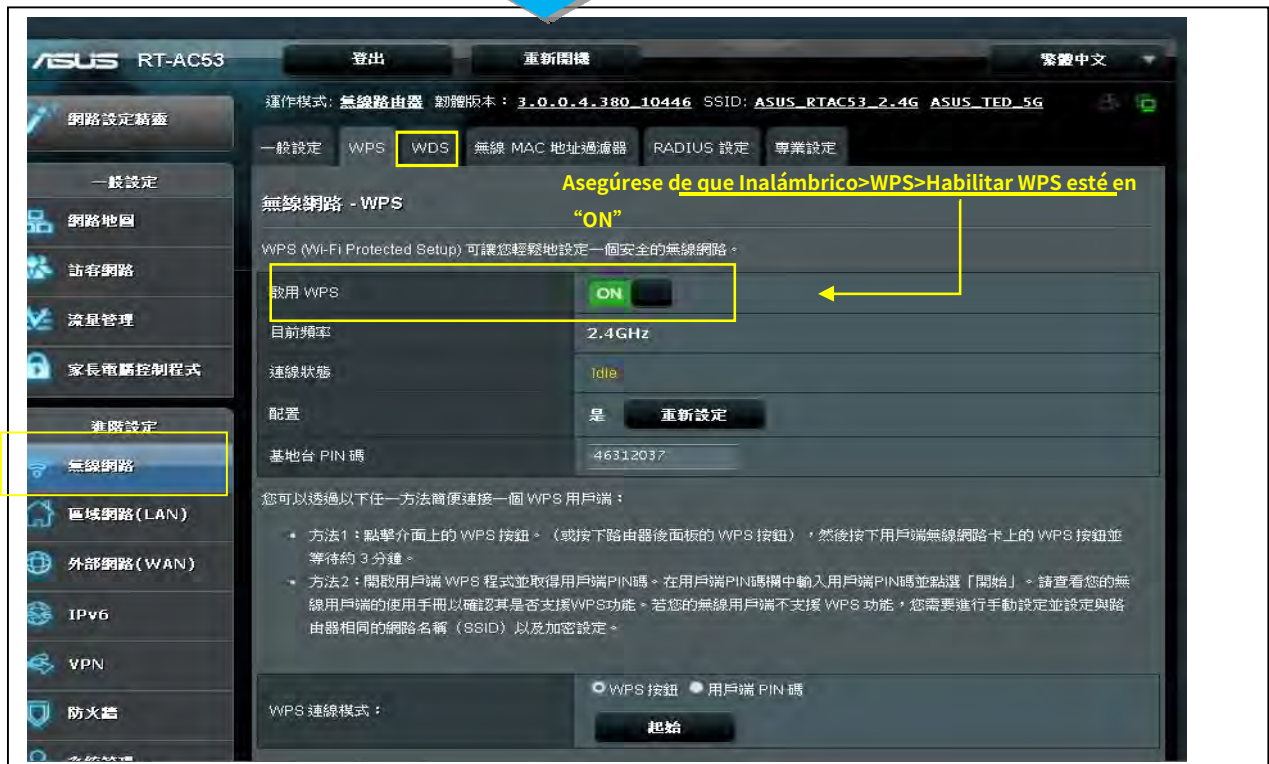 ASUS RT-AC53 登出 重新開機 繁體中文
運作模式: 無線路由器 韌體版本： 3.0.0.4.380_10446 SSID: ASUS_RTAC53_2.4G ASUS_TED_5G
網路設定精靈
一般設定 WPS WDS 無線 MAC 地址過濾器 RADIUS 設定 專業設定
一般設定
網路地圖
訪客網路
流量管理
家長電腦控制程式
進階設定
無線網路
區域網路(LAN)
外部網路(WAN)
IPv6
VPN
防火牆
Asegúrese de que Inalámbrico>WPS>Habilitar WPS esté en
“ON”
無線網路 - WPS
WPS (Wi-Fi Protected Setup) 可讓您輕鬆地設定一個安全的無線網路。
啟用 WPS ON
目前頻率 2.4GHz
連線狀態 Idle
配置 是 重新設定
基地台 PIN 碼 46312037
您可以透過以下任一方法簡便連接一個 WPS 用戶端：
• 方法1：點擊介面上的 WPS 按鈕。（或按下路由器後面板的 WPS 按鈕），然後按下用戶端無線網路卡上的 WPS 按鈕並
等待約 3 分鐘。
• 方法2：開啟用戶端 WPS 程式並取得用戶端PIN碼。在用戶端PIN碼欄中輸入用戶端PIN碼並點選「開始」。請查看您的無
線用戶端的使用手冊以確認其是否支援WPS功能。若您的無線用戶端不支援 WPS 功能，您需要進行手動設定並設定與路
由器相同的網路名稱（SSID）以及加密設定。
WPS 連線模式： WPS 按鈕 用戶端 PIN 碼
起始